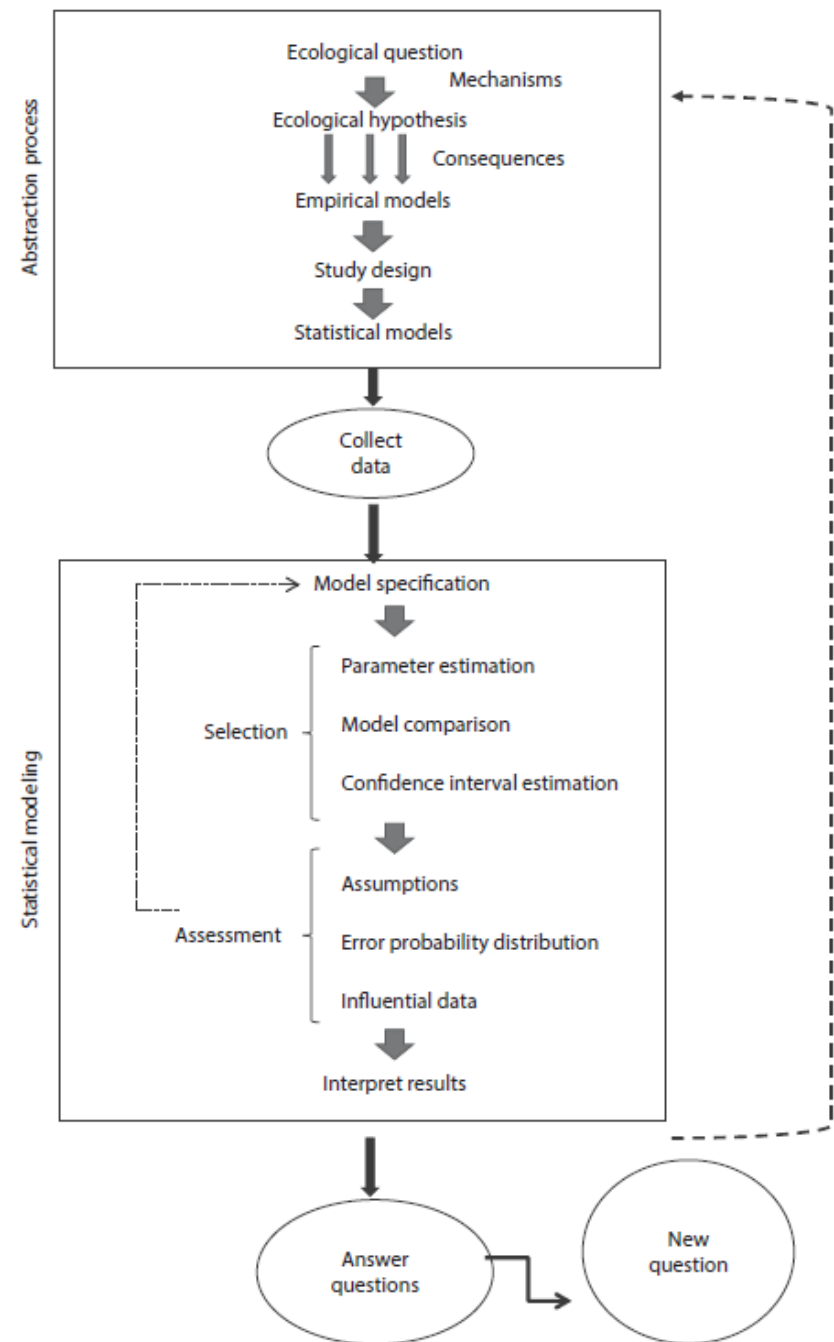 Abstraction process
Ecological question
Mechanisms
Ecological hypothesis
Consequences
Empirical models
Study design
Statistical models
Collect
data
Statistical modeling
Model specification
Selection
Parameter estimation
Model comparison
Confidence interval estimation
Assessment
Assumptions
Error probability distribution
Influential data
Interpret results
Answer
questions
New
question